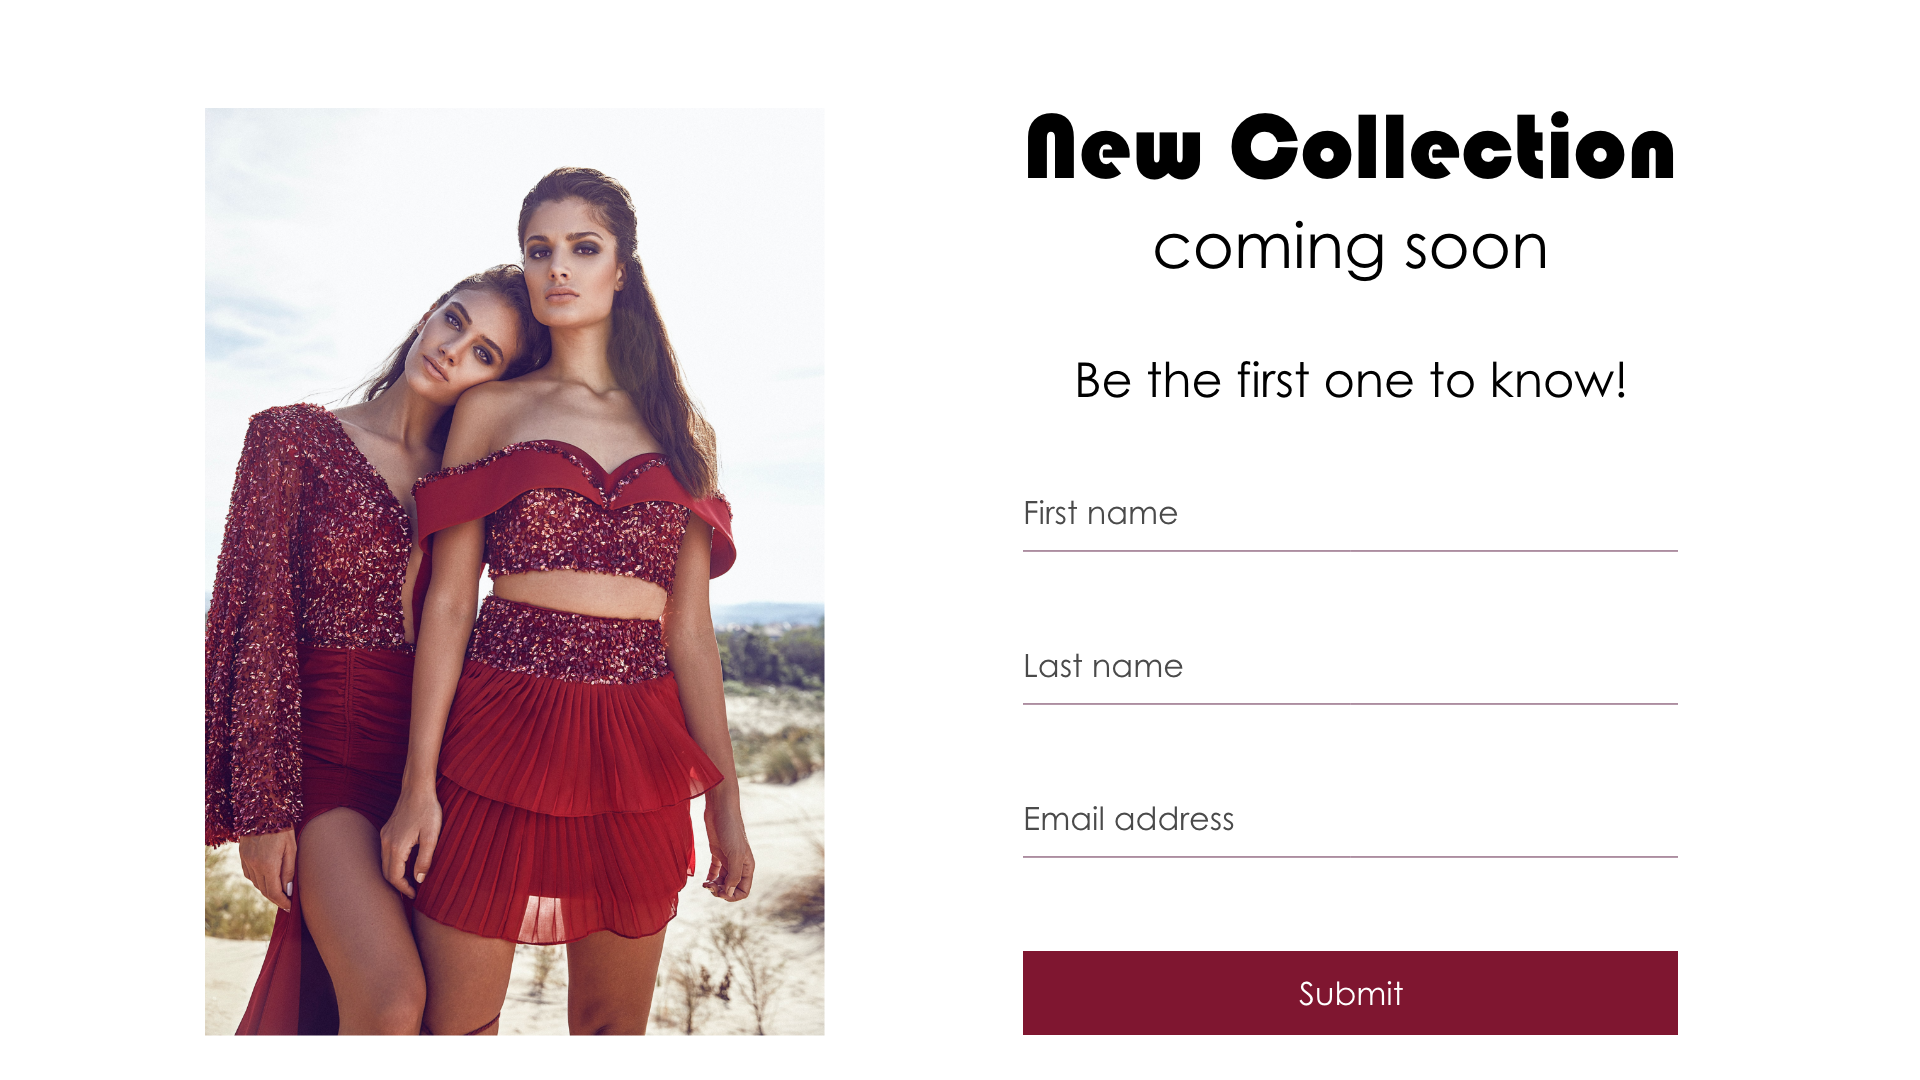 New Collection
coming soon
Be the first one to know!
First name
Last name
Email address
Submit